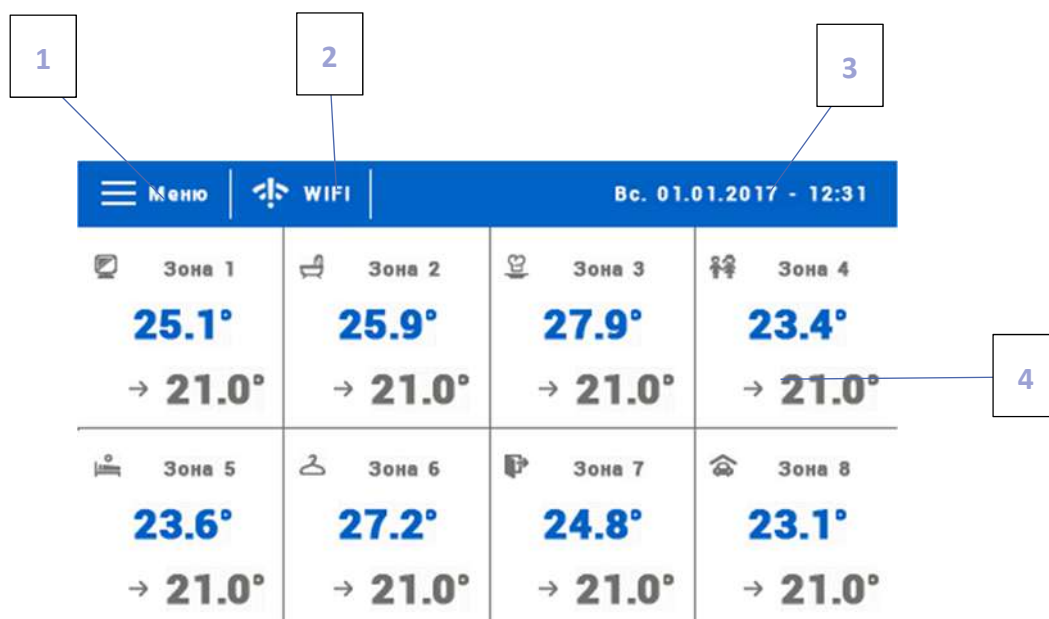 1
2
3
Меню WIFI Вс. 01.01.2017 - 12:31
Зона 1 Зона 2 Зона 3 Зона 4
25.1° 25.9° 27.9° 23.4°
→ 21.0° → 21.0° → 21.0° → 21.0°
4
Зона 5 Зона 6 Зона 7 Зона 8
23.6° 27.2° 24.8° 23.1°
→ 21.0° → 21.0° → 21.0° → 21.0°